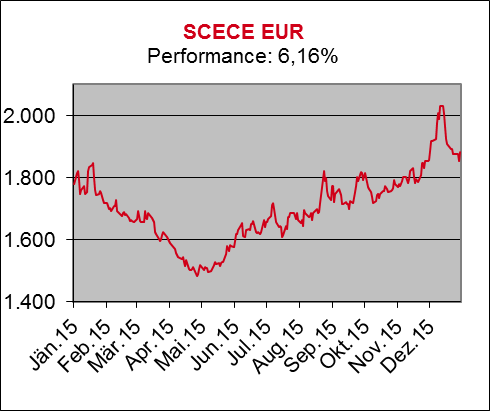 SCECE EUR
Performance: 6,16%
2.000
1.800
1.600
1.400
Jän.15
Feb.15
Mär.15
Apr.15
Mai.15
Jun.15
Jul.15
Aug.15
Sep.15
Okt.15
Nov.15
Dez.15